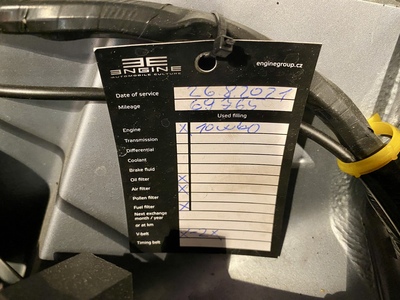 ENGINE
AUTOMOBILE CULTURE
enginegroup.cz
Date of service 26.8.2021
Mileage 69765
Used filling
Engine X 10W60
Transmission
Differential
Coolant
Brake fluid
Oil filter X
Air filter X
Pollen filter
Fuel filter X
Next exchange
month / year
or at km
V-belt
Timing belt